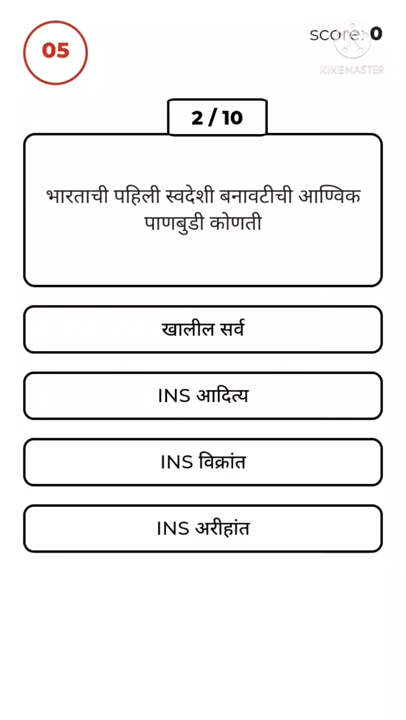 05
score: 0
KINEMASTER
2 / 10
भारताची पहिली स्वदेशी बनावटीची आण्विक
पाणबुडी कोणती
खालील सर्व
INS आदित्य
INS विक्रांत
INS अरीहांत